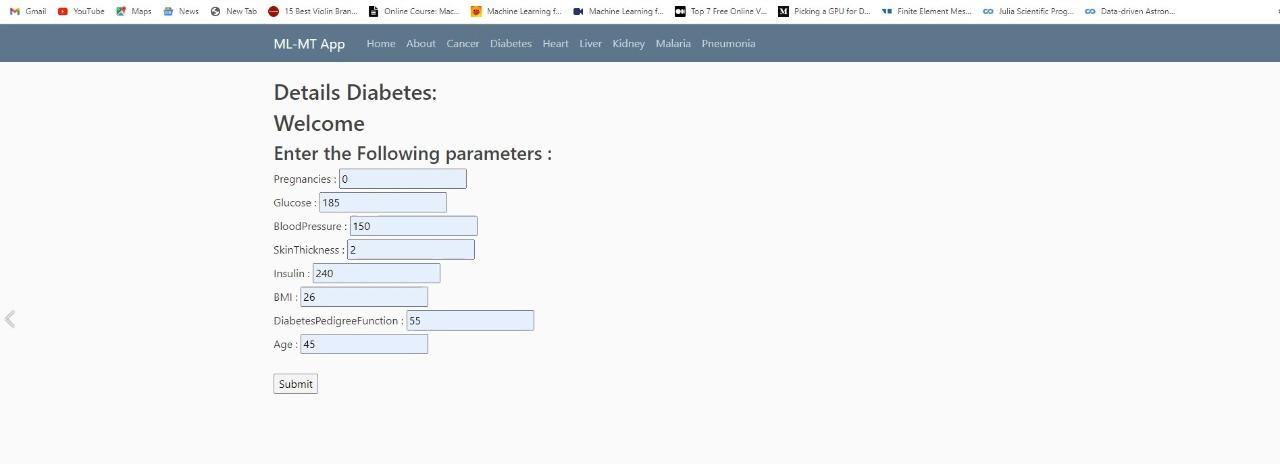 Gmail YouTube Maps News New Tab 15 Best Violin Bran... Online Course: Mac... Machine Learning f... Machine Learning f... Top 7 Free Online V... Picking a GPU for D... Finite Element Mes... Julia Scientific Prog... Data-driven Astron...
ML-MT App Home About Cancer Diabetes Heart Liver Kidney Malaria Pneumonia
Details Diabetes:
Welcome
Enter the Following parameters :
Pregnancies : 0
Glucose : 185
BloodPressure : 150
SkinThickness : 2
Insulin : 240
BMI : 26
DiabetesPedigreeFunction : 55
Age : 45
Submit